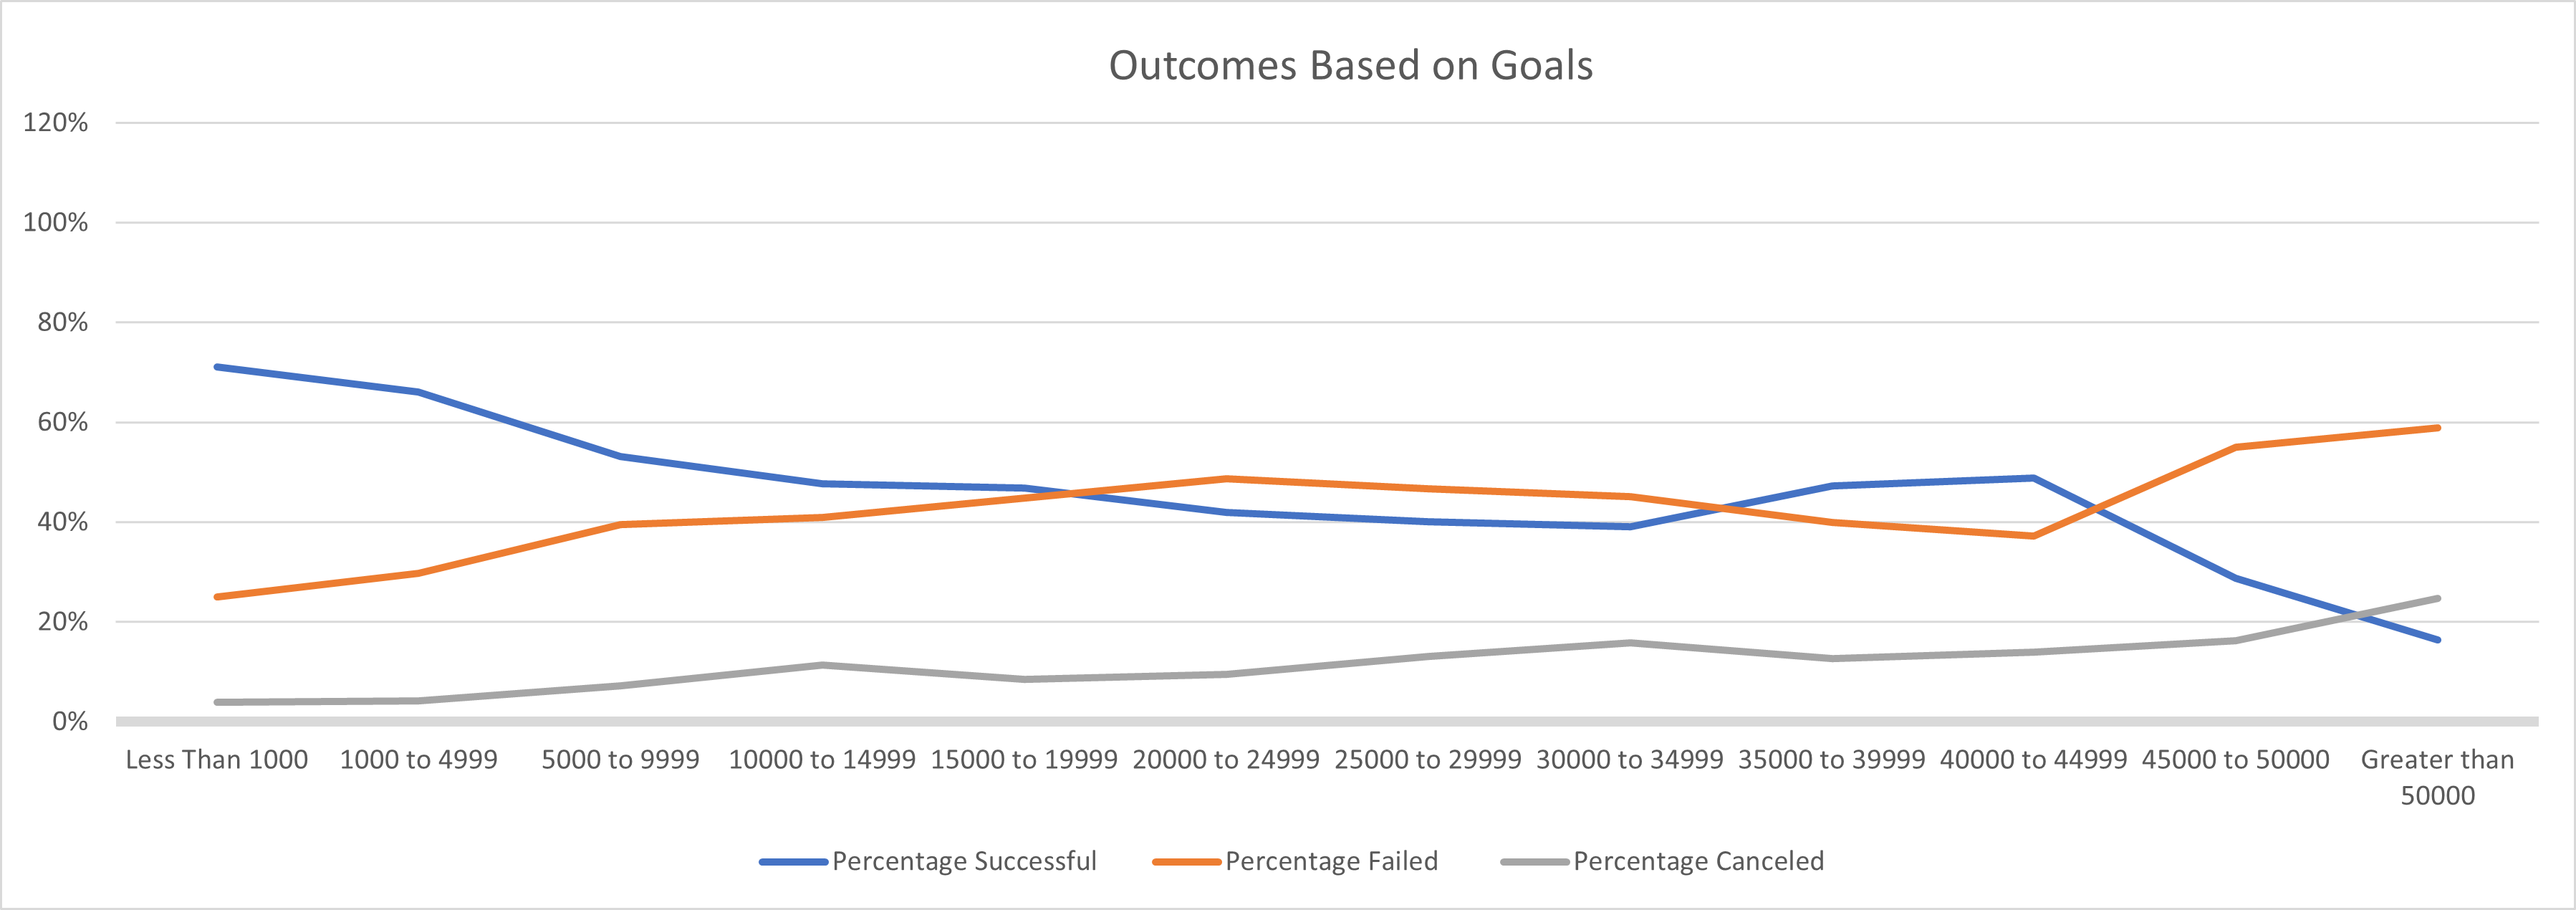 Outcomes Based on Goals
120%
100%
80%
60%
40%
20%
0%
Less Than 1000 1000 to 4999 5000 to 9999 10000 to 14999 15000 to 19999 20000 to 24999 25000 to 29999 30000 to 34999 35000 to 39999 40000 to 44999 45000 to 50000 Greater than
50000
Percentage Successful Percentage Failed Percentage Canceled